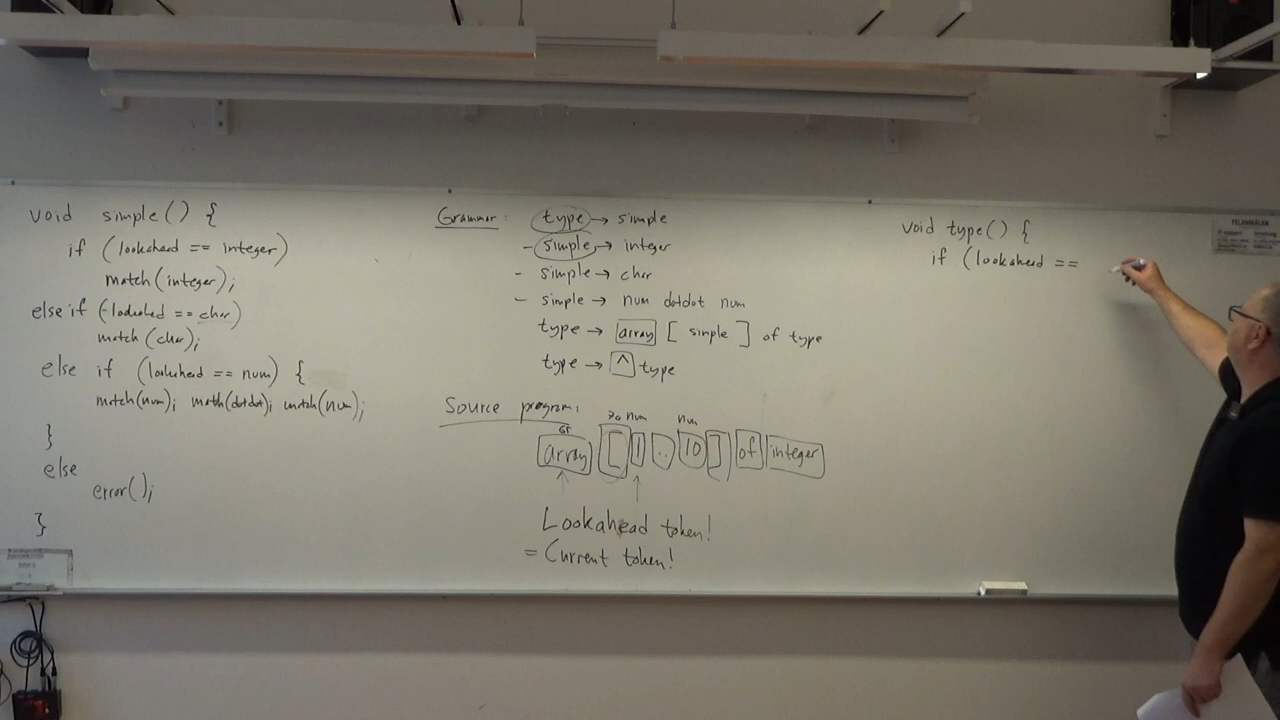 void simple() {
if (lookahead == integer)
match(integer);
else if (lookahead == char)
match(char);
else if (lookahead == num) {
match(num); match(dotdot); match(num);
}
else
error();
}
Grammar: type → simple
- simple → integer
- simple → char
- simple → num dotdot num
type → array [ simple ] of type
type → ^ type
Source program:
num num
array [ 1 .. 10 ] of integer
Lookahead token!
= Current token!
void type() {
if (lookahead ==
FELANMÄLAN